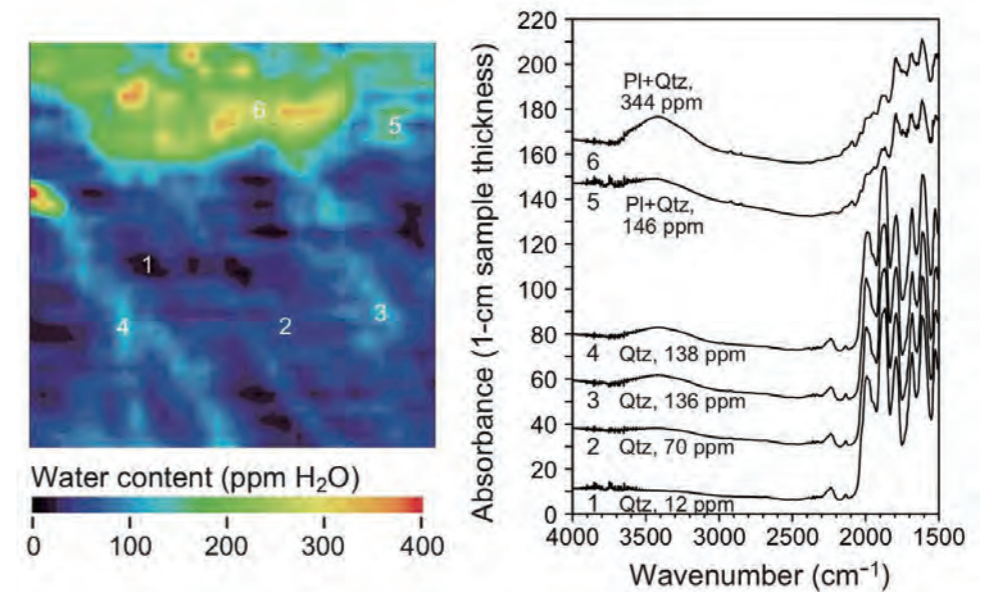 6
5
1
4
2
3
Water content (ppm H₂O)
0 100 200 300 400
Absorbance (1-cm sample thickness)
220
200
180
160
140
120
100
80
60
40
20
0
Pl+Qtz,
344 ppm
6
5
Pl+Qtz,
146 ppm
4 Qtz, 138 ppm
3 Qtz, 136 ppm
2 Qtz, 70 ppm
1 Qtz, 12 ppm
4000 3500 3000 2500 2000 1500
Wavenumber (cm⁻¹)